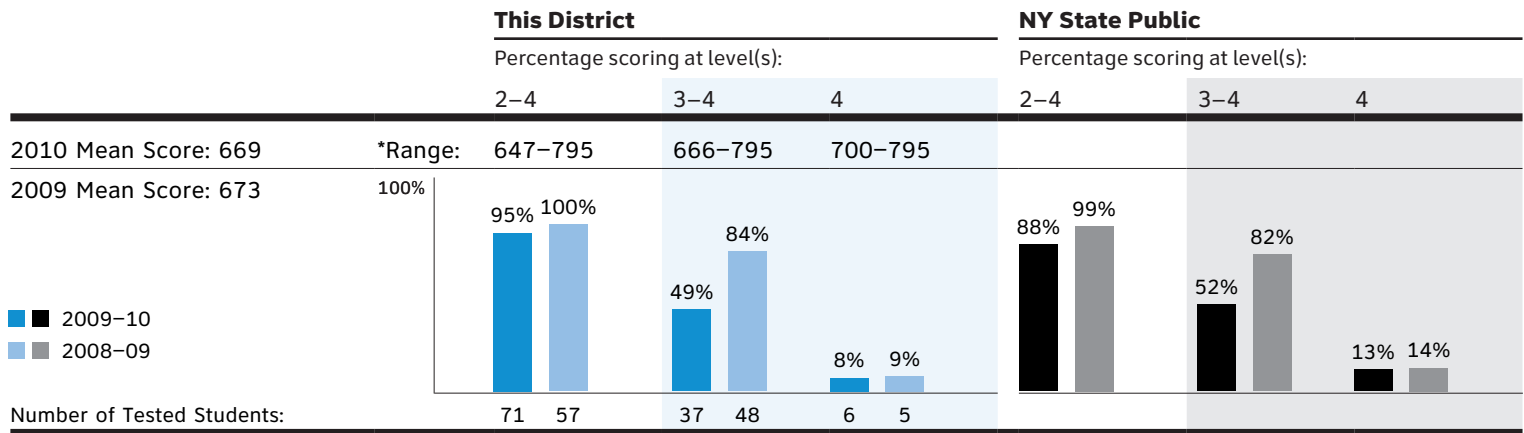 This District NY State Public
Percentage scoring at level(s): Percentage scoring at level(s):
2–4 3–4 4 2–4 3–4 4
2010 Mean Score: 669 *Range: 647–795 666–795 700–795
2009 Mean Score: 673 100%
95% 100% 84% 88% 99% 82%
49% 52%
8% 9% 13% 14%
2009–10
2008–09
Number of Tested Students: 71 57 37 48 6 5